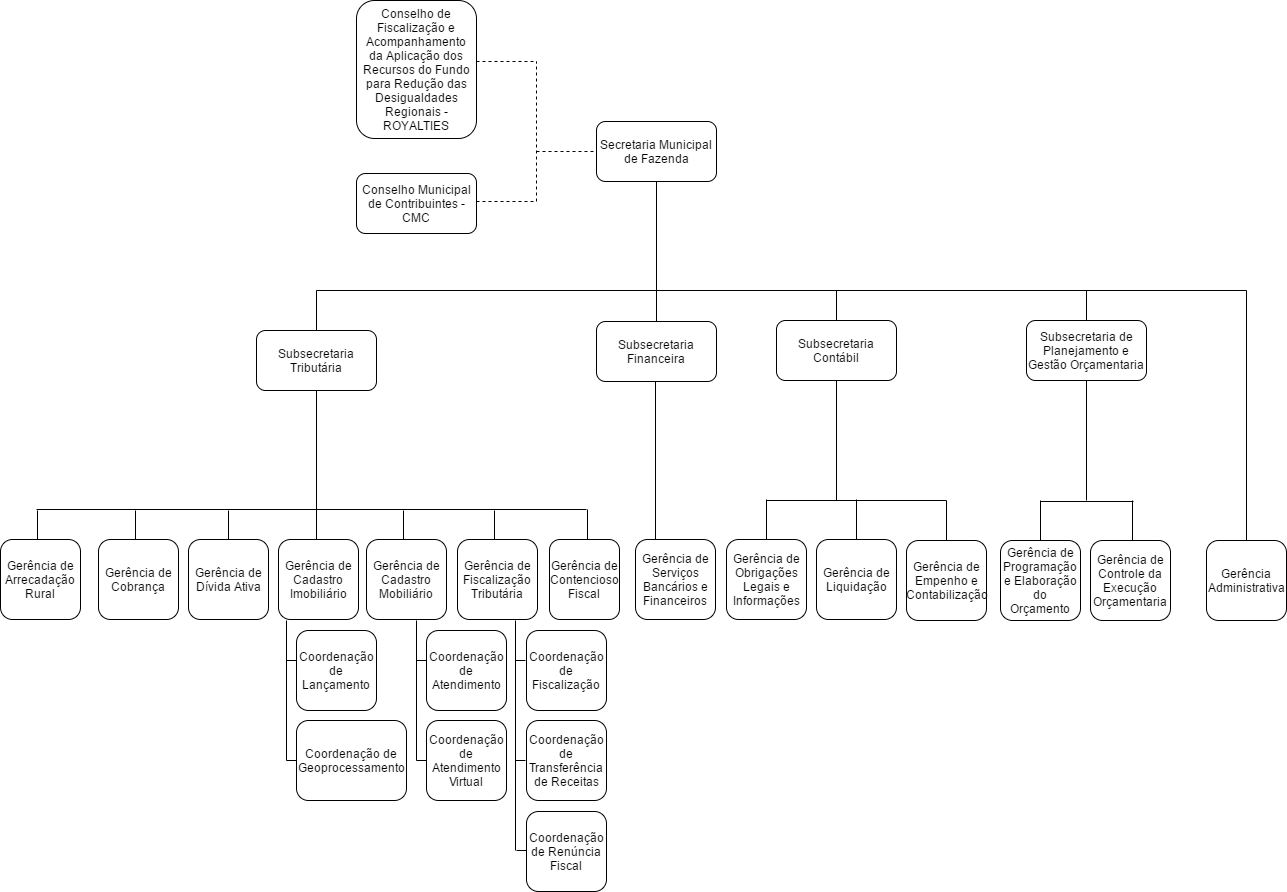 Conselho de
Fiscalização e
Acompanhamento
da Aplicação dos
Recursos do Fundo
para Redução das
Desigualdades
Regionais -
ROYALTIES
Secretaria Municipal
de Fazenda
Conselho Municipal
de Contribuintes -
CMC
Subsecretaria
Tributária
Subsecretaria
Financeira
Subsecretaria
Contábil
Subsecretaria de
Planejamento e
Gestão Orçamentaria
Gerência de
Arrecadação
Rural
Gerência de
Cobrança
Gerência de
Dívida Ativa
Gerência de
Cadastro
Imobiliário
Gerência de
Cadastro
Mobiliário
Gerência de
Fiscalização
Tributária
Gerência de
Contencioso
Fiscal
Gerência de
Serviços
Bancários e
Financeiros
Gerência de
Obrigações
Legais e
Informações
Gerência de
Liquidação
Gerência de
Empenho e
Contabilização
Gerência de
Programação
e Elaboração
do
Orçamento
Gerência de
Controle da
Execução
Orçamentaria
Gerência
Administrativa
Coordenação
de
Lançamento
Coordenação de
Geoprocessamento
Coordenação
de
Atendimento
Coordenação
de
Atendimento
Virtual
Coordenação
de
Fiscalização
Coordenação
de
Transferência
de Receitas
Coordenação
de Renúncia
Fiscal